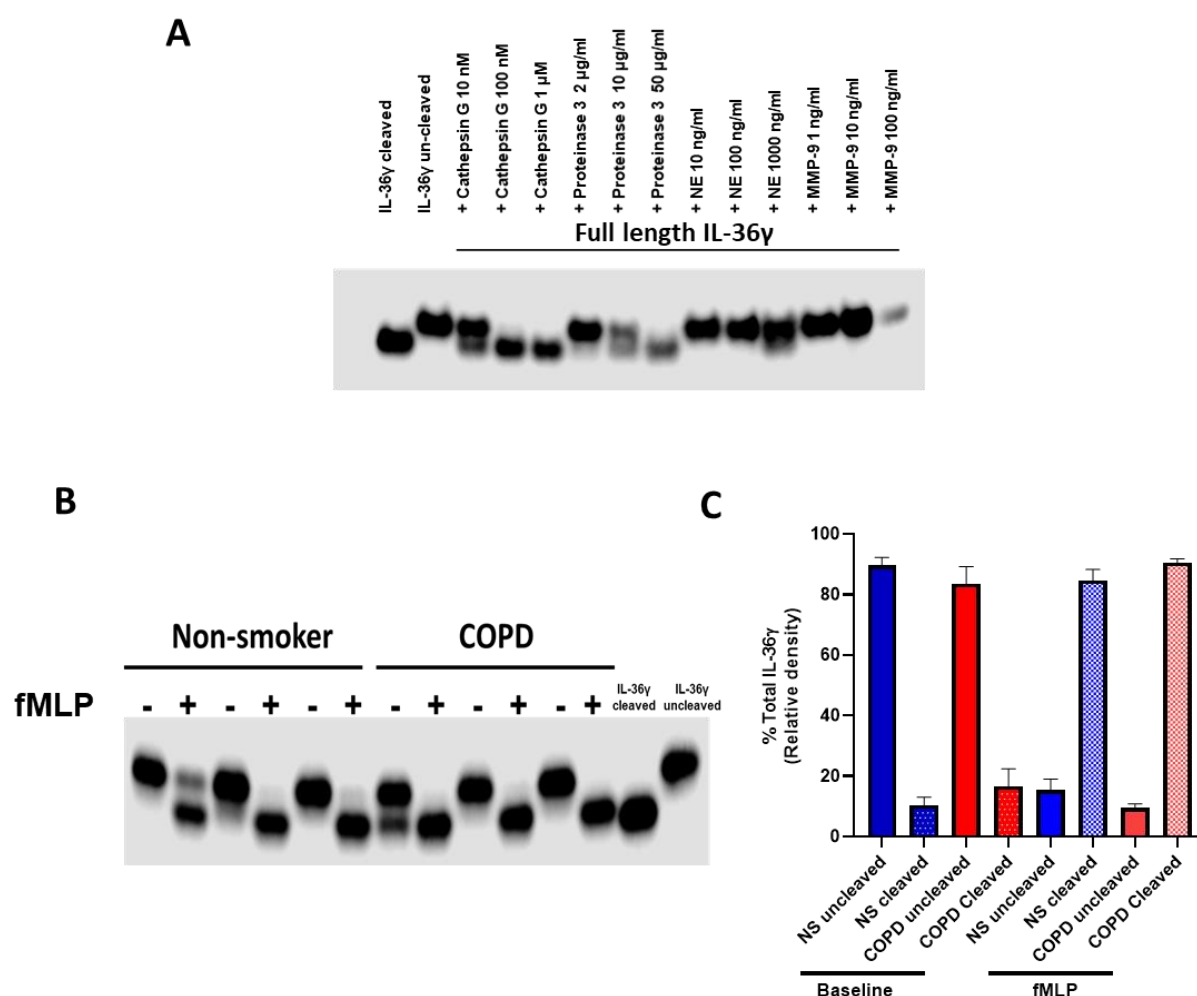 A
IL-36γ cleaved
IL-36γ un-cleaved
+ Cathepsin G 10 nM
+ Cathepsin G 100 nM
+ Cathepsin G 1 µM
+ Proteinase 3 2 µg/ml
+ Proteinase 3 10 µg/ml
+ Proteinase 3 50 µg/ml
+ NE 10 ng/ml
+ NE 100 ng/ml
+ NE 1000 ng/ml
+ MMP-9 1 ng/ml
+ MMP-9 10 ng/ml
+ MMP-9 100 ng/ml
Full length IL-36γ
B
Non-smoker COPD
fMLP - + - + - + - + - + - + IL-36γ cleaved IL-36γ uncleaved
C
% Total IL-36γ
(Relative density)
100
80
60
40
20
0
NS uncleaved
NS cleaved
COPD uncleaved
COPD Cleaved
NS uncleaved
NS cleaved
COPD uncleaved
COPD Cleaved
Baseline fMLP